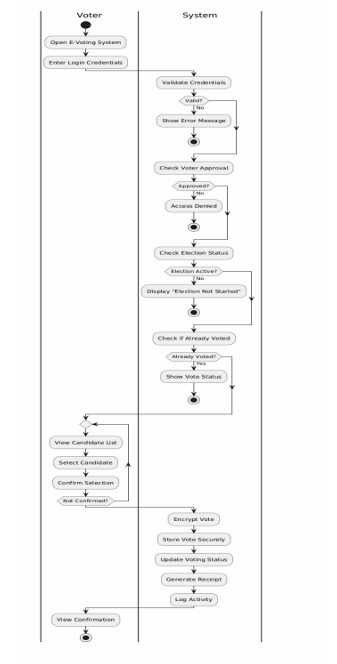 Voter
System
Open E-Voting System
Enter Login Credentials
Validate Credentials
Valid?
No
Show Error Message
Check Voter Approval
Approved?
No
Access Denied
Check Election Status
Election Active?
No
Display "Election Not Started"
Check if Already Voted
Already Voted?
Yes
Show Vote Status
View Candidate List
Select Candidate
Confirm Selection
Not Confirmed?
Encrypt Vote
Store Vote Securely
Update Voting Status
Generate Receipt
Log Activity
View Confirmation